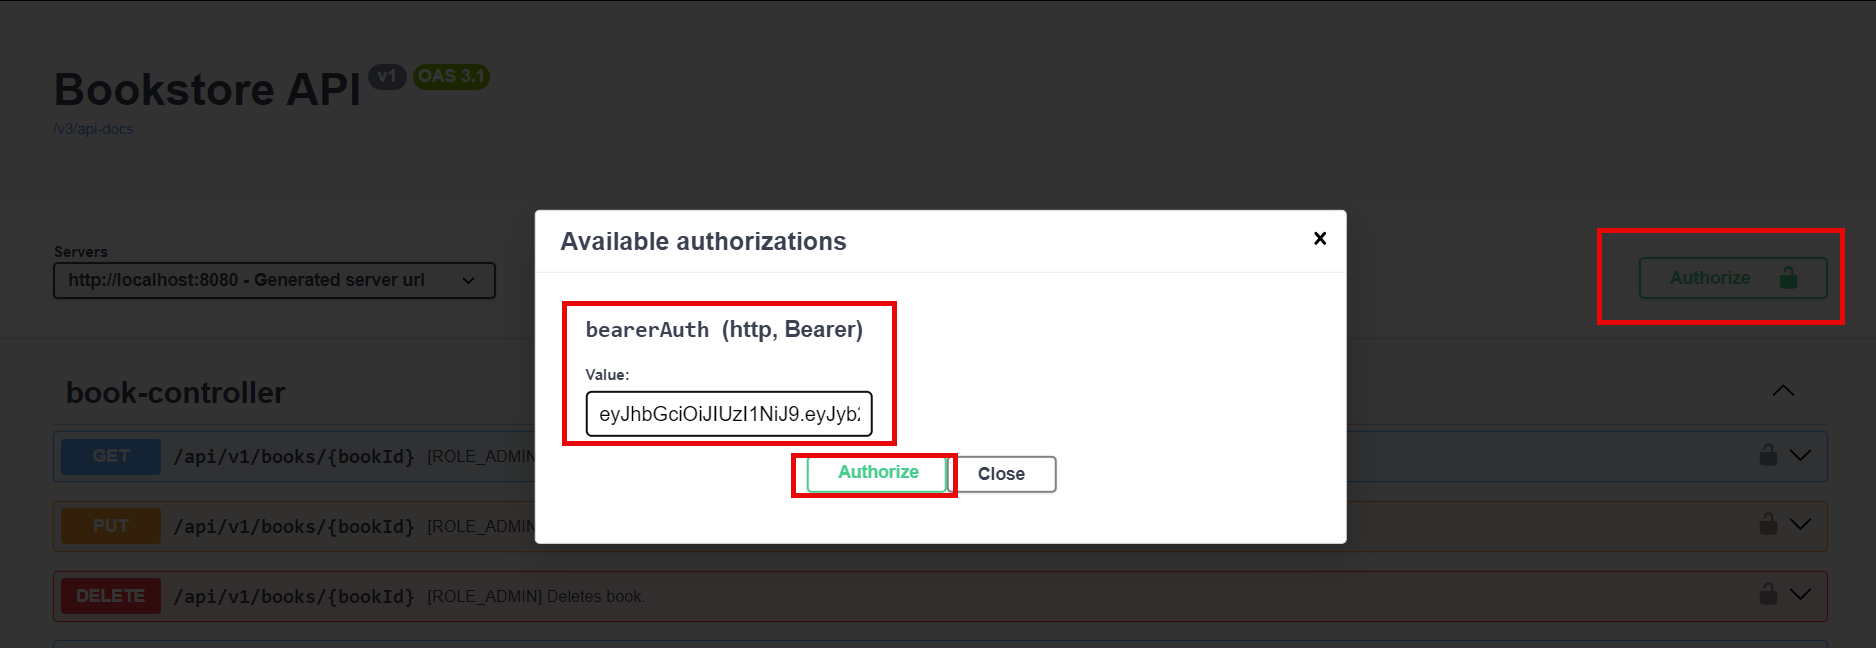 Bookstore API v1 OAS 3.1
/v3/api-docs
Servers
http://localhost:8080 - Generated server url
Authorize
Available authorizations
bearerAuth (http, Bearer)
Value:
eyJhbGciOiJIUzI1NiJ9.eyJyb
Authorize Close
book-controller
GET /api/v1/books/{bookId} [ROLE_ADMIN
PUT /api/v1/books/{bookId} [ROLE_ADMIN
DELETE /api/v1/books/{bookId} [ROLE_ADMIN] Deletes book.